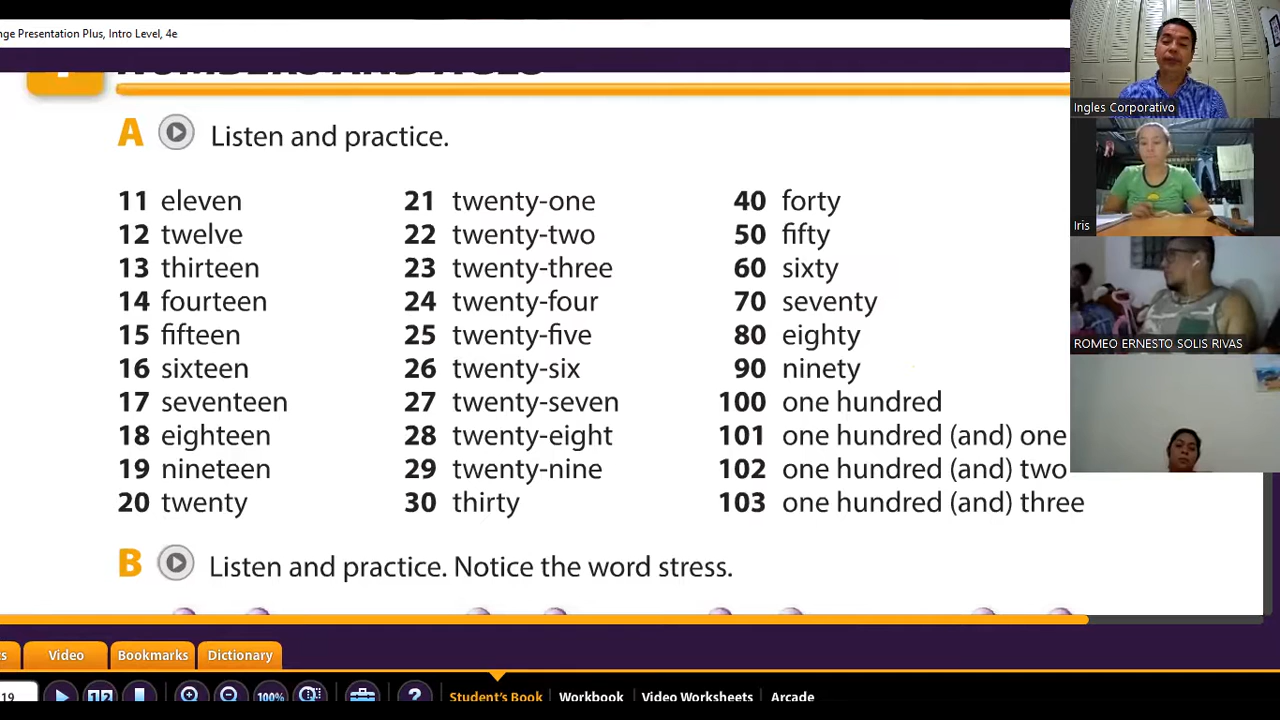 nge Presentation Plus, Intro Level, 4e
NUMBERS AND AGES
A Listen and practice.
11 eleven 21 twenty-one 40 forty
12 twelve 22 twenty-two 50 fifty
13 thirteen 23 twenty-three 60 sixty
14 fourteen 24 twenty-four 70 seventy
15 fifteen 25 twenty-five 80 eighty
16 sixteen 26 twenty-six 90 ninety
17 seventeen 27 twenty-seven 100 one hundred
18 eighteen 28 twenty-eight 101 one hundred (and) one
19 nineteen 29 twenty-nine 102 one hundred (and) two
20 twenty 30 thirty 103 one hundred (and) three
B Listen and practice. Notice the word stress.
Ingles Corporativo
Iris
ROMEO ERNESTO SOLIS RIVAS
s Video Bookmarks Dictionary
19 100% ? Student's Book Workbook Video Worksheets Arcade